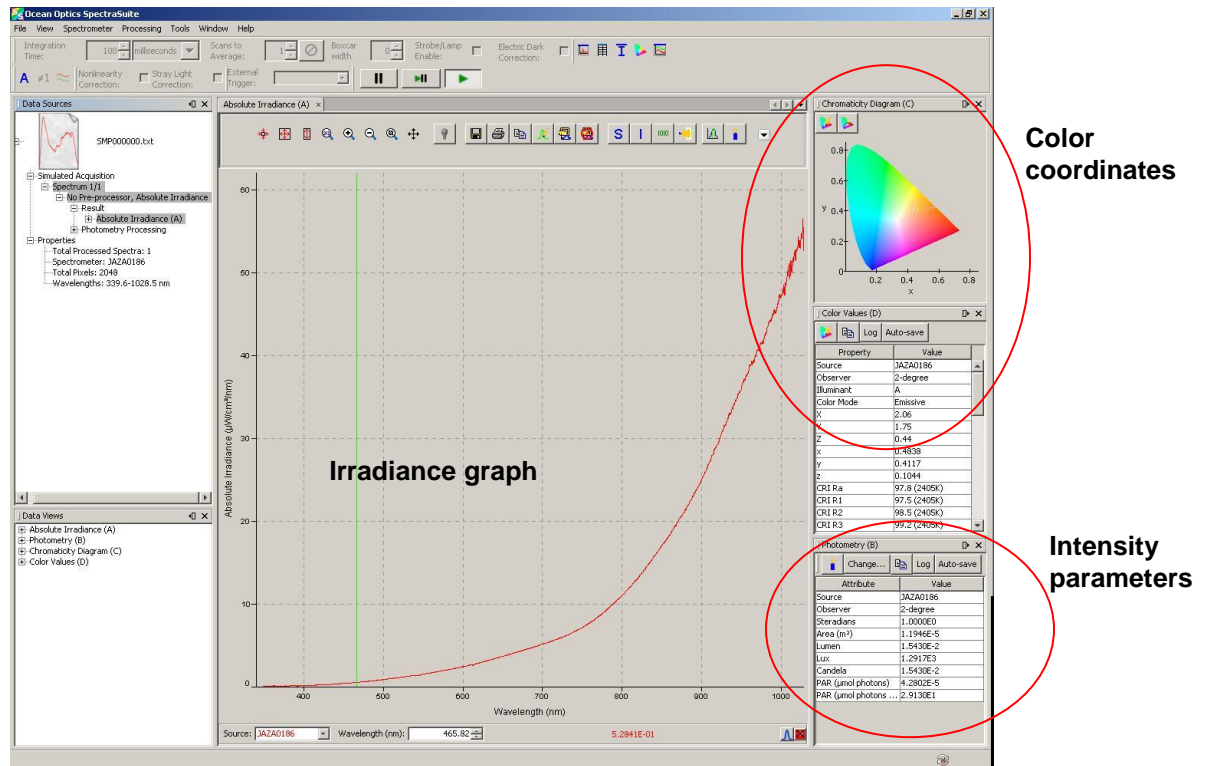 Ocean Optics SpectraSuite
File View Spectrometer Processing Tools Window Help
Integration Time: 100 milliseconds Scans to Average: 1 Boxcar width 0 Strobe/Lamp Enable: Electric Dark Correction:
A ≠1 Nonlinearity Correction: Stray Light Correction: External Trigger:
Data Sources
SMP000000.txt
Simulated Acquisition
Spectrum 1/1
No Pre-processor, Absolute Irradiance
Result
Absolute Irradiance (A)
Photometry Processing
Properties
Total Processed Spectra: 1
Spectrometer: JAZA0186
Total Pixels: 2048
Wavelengths: 339.6-1028.5 nm
Data Views
Absolute Irradiance (A)
Photometry (B)
Chromaticity Diagram (C)
Color Values (D)
Absolute Irradiance (A)
S I
60
50
40
30
20
10
0
Absolute Irradiance (µW/cm²/nm)
Irradiance graph
400 500 600 700 800 900 1000
Wavelength (nm)
Source: JAZA0186 Wavelength (nm): 465.82 5.2841E-01
Chromaticity Diagram (C)
0.8
0.6
y 0.4
0.2
0
0.2 0.4 0.6 0.8
x
Color coordinates
Color Values (D)
Log Auto-save
Property Value
Source JAZA0186
Observer 2-degree
Illuminant A
Color Mode Emissive
X 2.06
Y 1.75
Z 0.44
x 0.4838
y 0.4117
z 0.1044
CRI Ra 97.8 (2405K)
CRI R1 97.5 (2405K)
CRI R2 98.5 (2405K)
CRI R3 99.2 (2405K)
Photometry (B)
Change... Log Auto-save
Attribute Value
Source JAZA0186
Observer 2-degree
Steradians 1.0000E0
Area (m²) 1.1946E-5
Lumen 1.5430E-2
Lux 1.2917E3
Candela 1.5430E-2
PAR (µmol photons) 4.2802E-5
PAR (µmol photons ... 2.9130E1
Intensity parameters